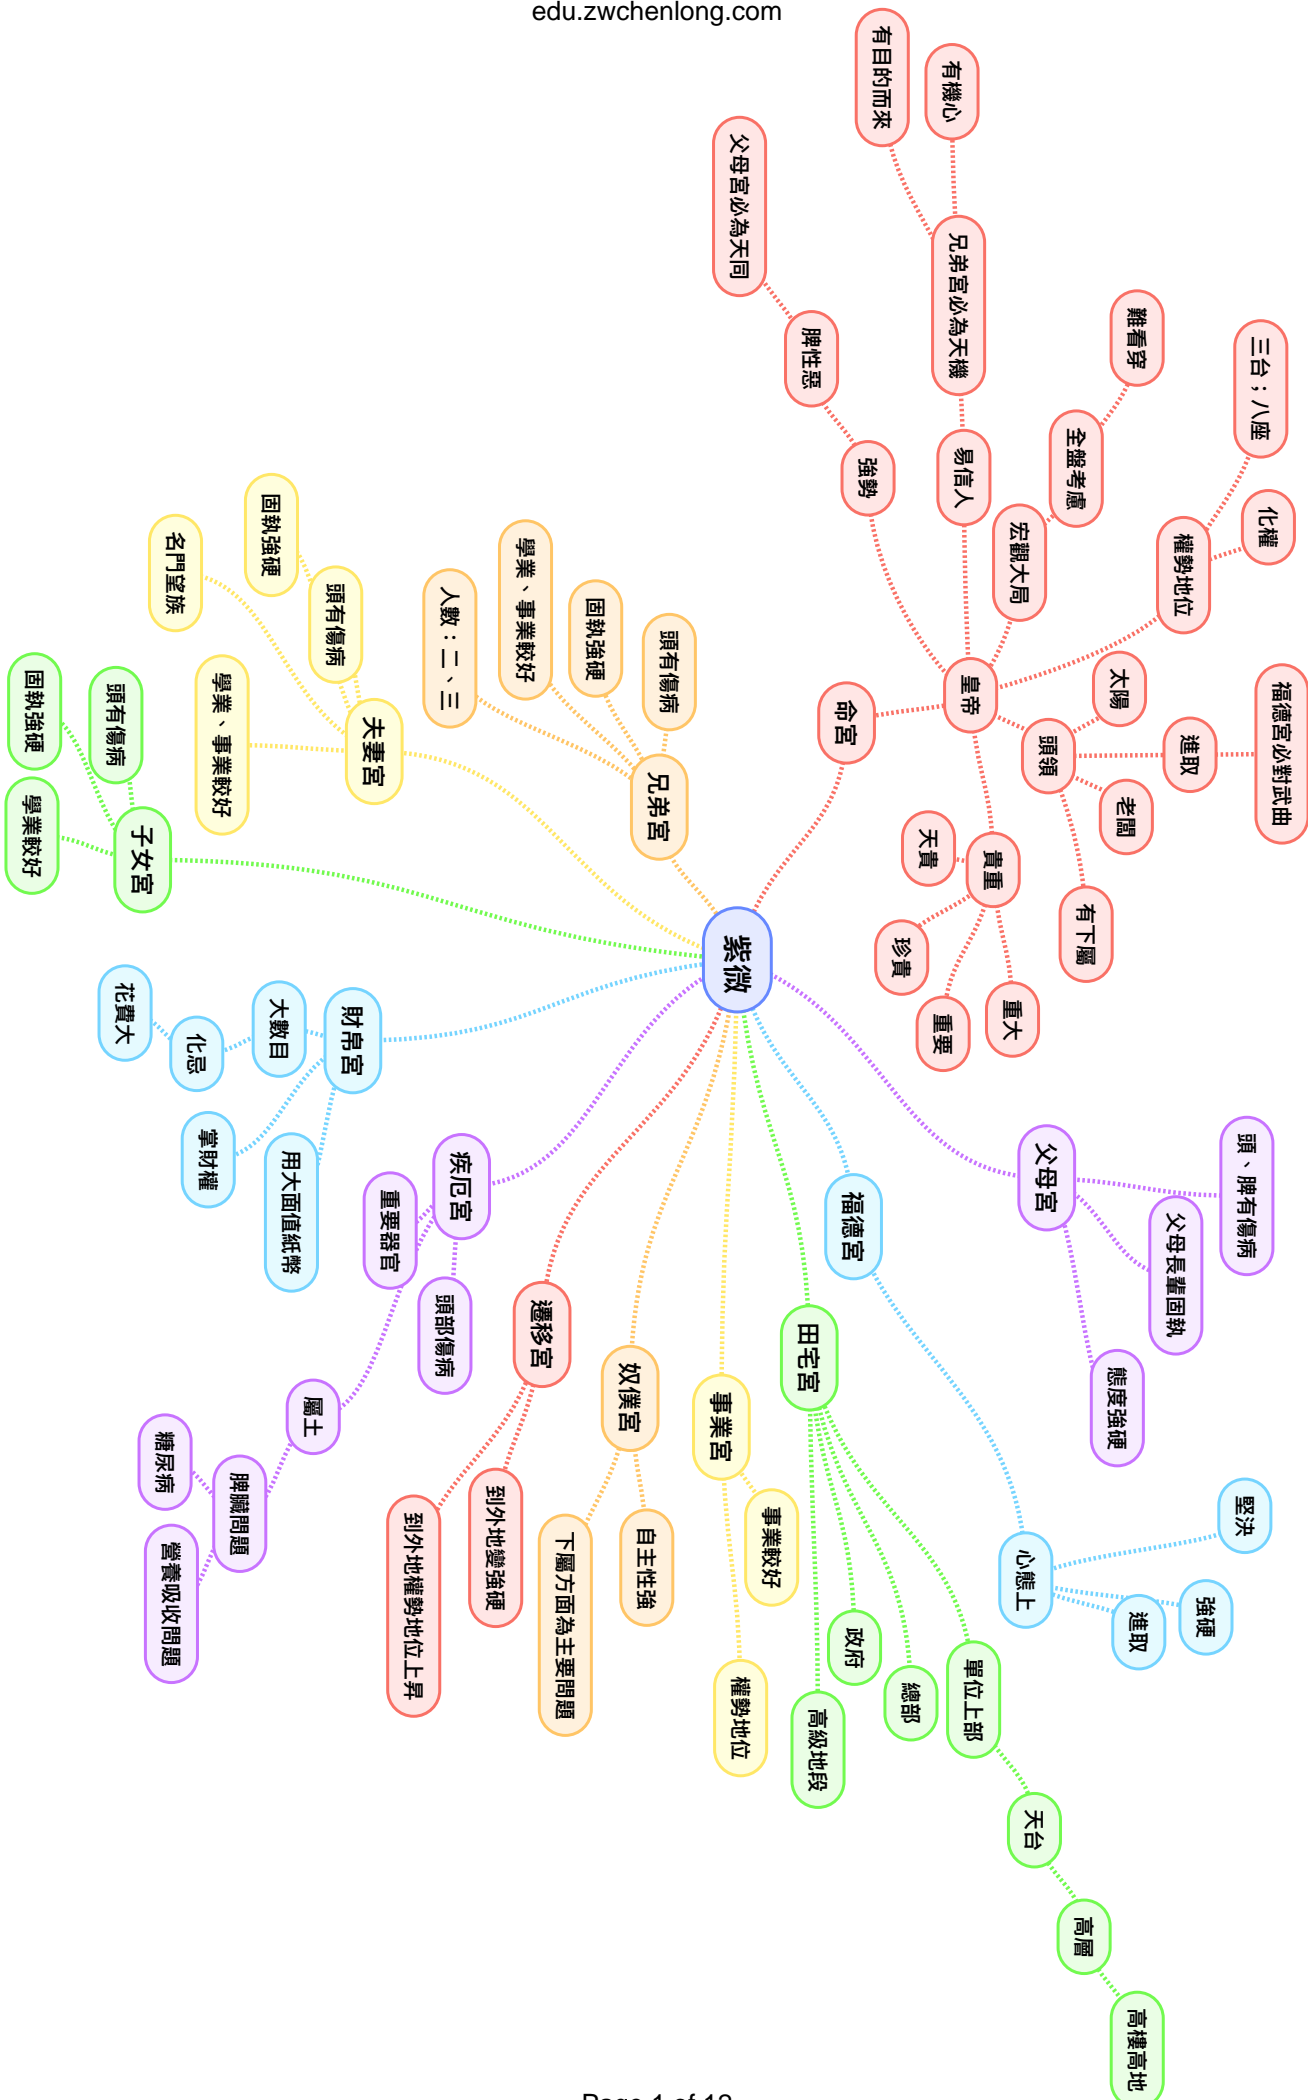 edu.zwchenlong.com
紫微
命宮
皇帝
強勢
脾性惡
父母宮必為天同
易信人
兄弟宮必為天機
有機心
有目的而來
宏觀大局
全盤考慮
難看穿
權勢地位
三台；八座
化權
頭領
太陽
進取
福德宮必對武曲
老闆
有下屬
貴重
天貴
珍貴
重要
重大
兄弟宮
頭有傷病
固執強硬
學業、事業較好
人數：二、三
夫妻宮
頭有傷病
固執強硬
名門望族
學業、事業較好
子女宮
頭有傷病
固執強硬
學業較好
財帛宮
大數目
化忌
花費大
掌財權
用大面值紙幣
疾厄宮
重要器官
頭部傷病
屬土
脾臟問題
糖尿病
營養吸收問題
遷移宮
到外地變強硬
到外地權勢地位上昇
奴僕宮
自主性強
下屬方面為主要問題
事業宮
事業較好
權勢地位
田宅宮
單位上部
天台
高層
高樓高地
總部
政府
高級地段
福德宮
心態上
堅決
強硬
進取
父母宮
頭、脾有傷病
父母長輩固執
態度強硬
Page 1 of 12